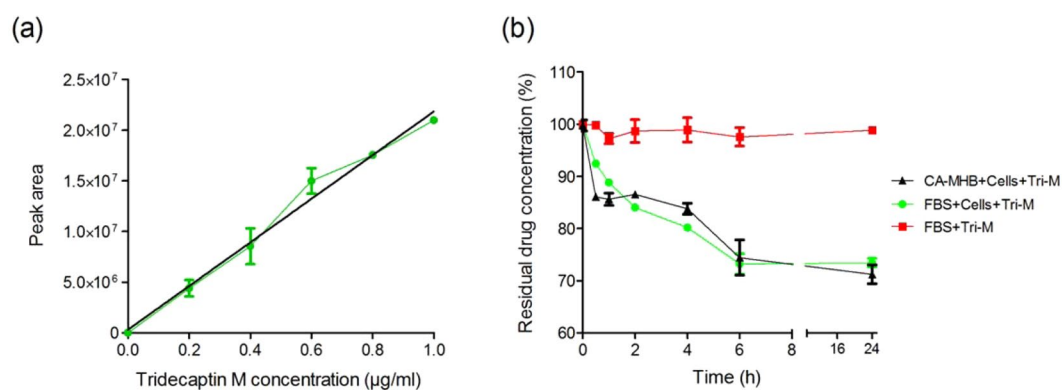 (a)
Peak area
2.5×10⁷
2.0×10⁷
1.5×10⁷
1.0×10⁷
5.0×10⁶
0
0.0 0.2 0.4 0.6 0.8 1.0
Tridecaptin M concentration (µg/ml)
(b)
Residual drug concentration (%)
110
100
90
80
70
60
0 2 4 6 8 16 24
Time (h)
CA-MHB+Cells+Tri-M
FBS+Cells+Tri-M
FBS+Tri-M